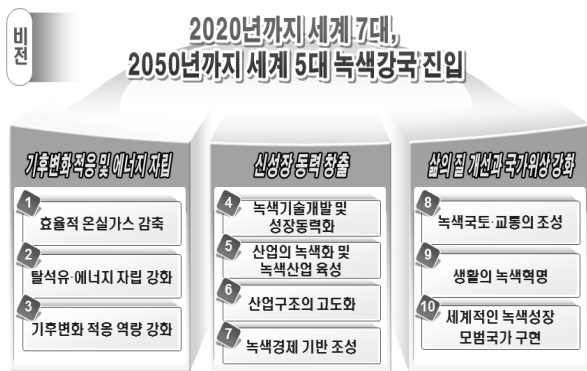 비전
2020년까지 세계 7대,
2050년까지 세계 5대 녹색강국 진입
기후변화 적응 및 에너지 자립
1
효율적 온실가스 감축
2
탈석유·에너지 자립 강화
3
기후변화 적응 역량 강화
신성장 동력 창출
4
녹색기술개발 및
성장동력화
5
산업의 녹색화 및
녹색산업 육성
6
산업구조의 고도화
7
녹색경제 기반 조성
삶의 질 개선과 국가위상 강화
8
녹색국토·교통의 조성
9
생활의 녹색혁명
10
세계적인 녹색성장
모범국가 구현